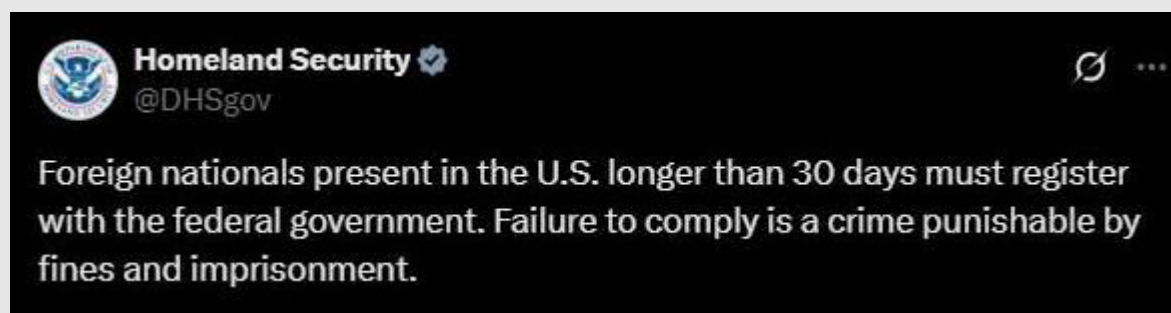 Homeland Security
@DHSgov
Foreign nationals present in the U.S. longer than 30 days must register
with the federal government. Failure to comply is a crime punishable by
fines and imprisonment.